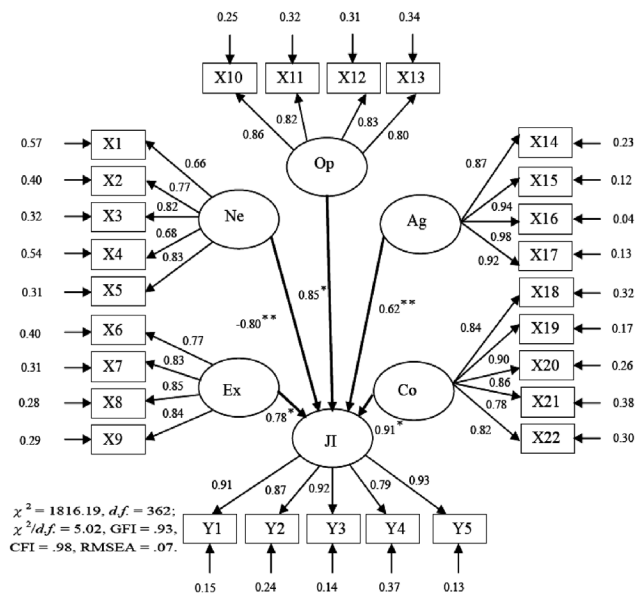 0.25 0.32 0.31 0.34
X10 X11 X12 X13
0.86 0.82 0.83 0.80
Op
0.57 X1 0.66
0.40 X2 0.77
0.32 X3 0.82
0.54 X4 0.68
0.31 X5 0.83
Ne
X14 0.23 0.87
X15 0.12 0.94
X16 0.04 0.98
X17 0.13 0.92
Ag
-0.80**
0.85*
0.62**
0.40 X6 0.77
0.31 X7 0.83
0.28 X8 0.85
0.29 X9 0.84
Ex
0.78*
X18 0.32 0.84
X19 0.17 0.90
X20 0.26 0.86
X21 0.38 0.78
X22 0.30 0.82
Co
0.91*
JI
0.91 0.87 0.92 0.79 0.93
Y1 Y2 Y3 Y4 Y5
0.15 0.24 0.14 0.37 0.13
χ² = 1816.19, d.f. = 362;
χ²/d.f. = 5.02, GFI = .93,
CFI = .98, RMSEA = .07.